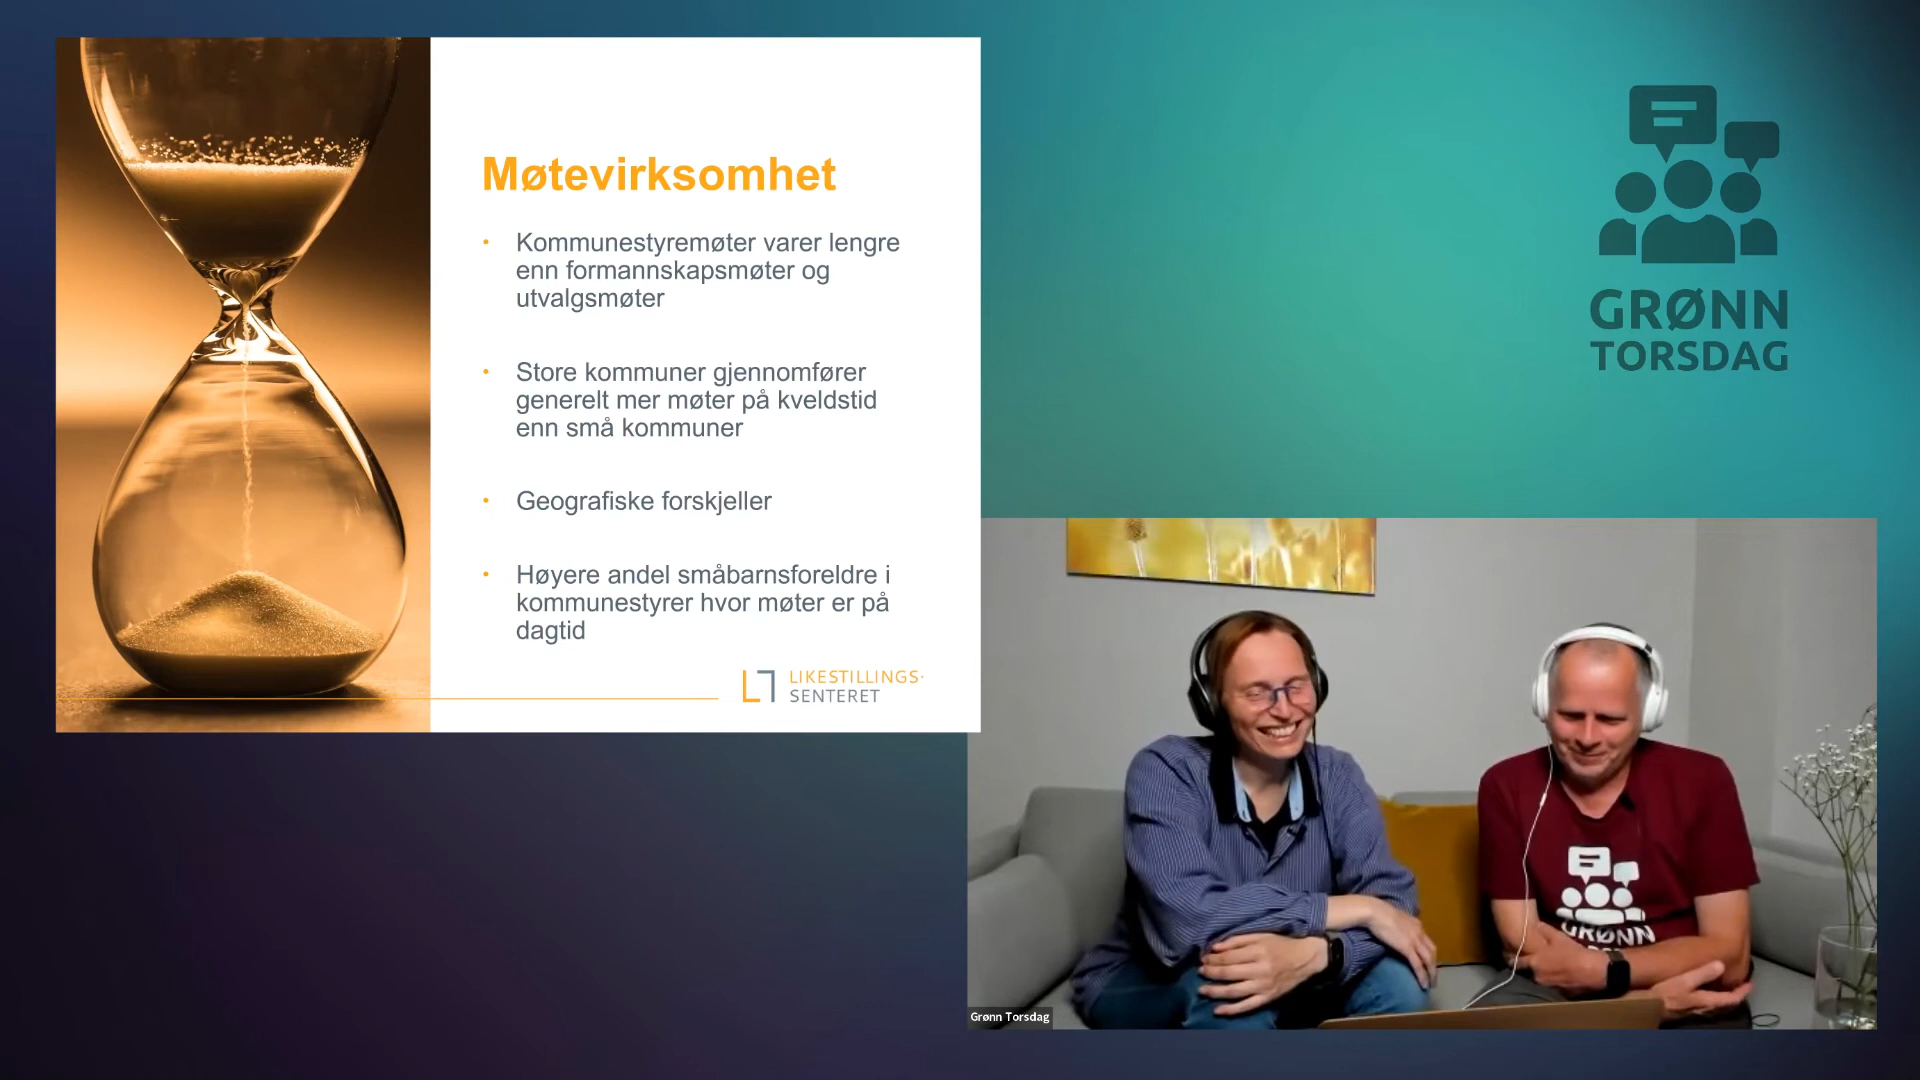 Møtevirksomhet
• Kommunestyremøter varer lengre
enn formannskapsmøter og
utvalgsmøter
• Store kommuner gjennomfører
generelt mer møter på kveldstid
enn små kommuner
• Geografiske forskjeller
• Høyere andel småbarnsforeldre i
kommunestyrer hvor møter er på
dagtid
LIKESTILLINGS·
SENTERET
GRØNN
TORSDAG
GRØNN
Grønn Torsdag